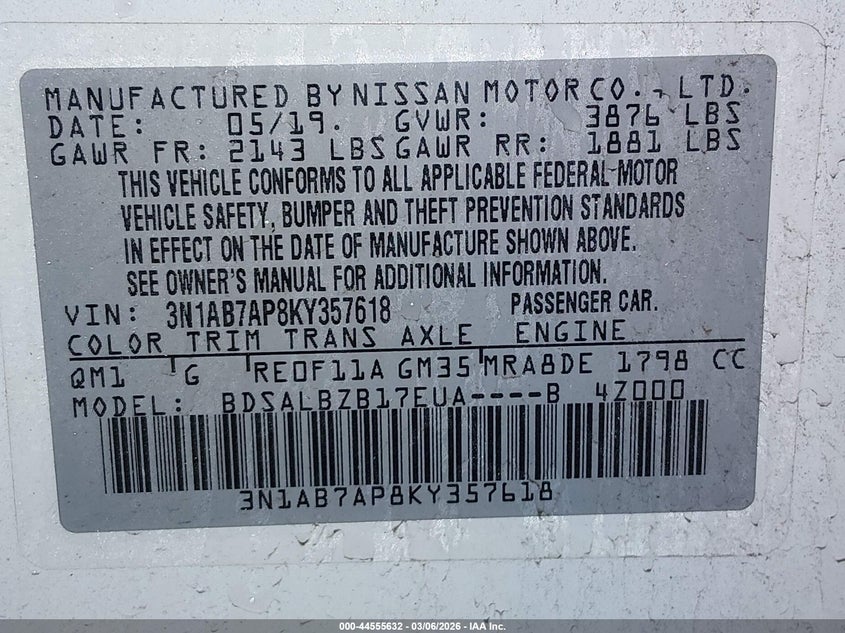 MANUFACTURED BY NISSAN MOTOR CO., LTD.
DATE: 05/19. GVWR: 3876 LBS
GAWR FR: 2143 LBS GAWR RR: 1881 LBS
THIS VEHICLE CONFORMS TO ALL APPLICABLE FEDERAL MOTOR
VEHICLE SAFETY, BUMPER AND THEFT PREVENTION STANDARDS
IN EFFECT ON THE DATE OF MANUFACTURE SHOWN ABOVE.
SEE OWNER'S MANUAL FOR ADDITIONAL INFORMATION.
VIN: 3N1AB7AP8KY357618 PASSENGER CAR.
COLOR TRIM TRANS AXLE ENGINE
QM1 G RE0F11A GM35 MRA8DE 1798 CC
MODEL: BDSALBZB17EUA----B 4Z000
3N1AB7AP8KY357618
000-44555632 - 03/06/2026 - IAA Inc.